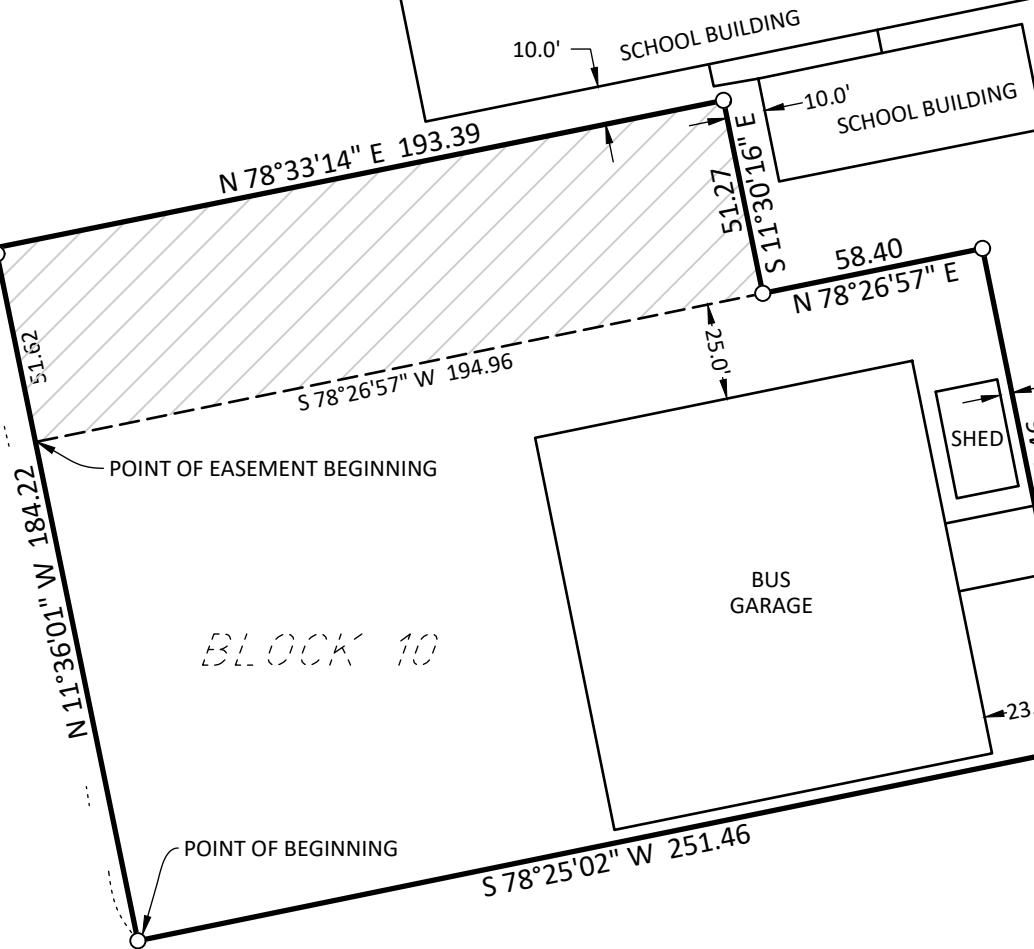 SCHOOL BUILDING
10.0'
10.0'
SCHOOL BUILDING
N 78°33'14" E 193.39
51.27
S 11°30'16" E
58.40
N 78°26'57" E
51.62
S 78°26'57" W 194.96
25.0'
SHED
POINT OF EASEMENT BEGINNING
N 11°36'01" W 184.22
BUS
GARAGE
BLOCK 10
23
POINT OF BEGINNING
S 78°25'02" W 251.46